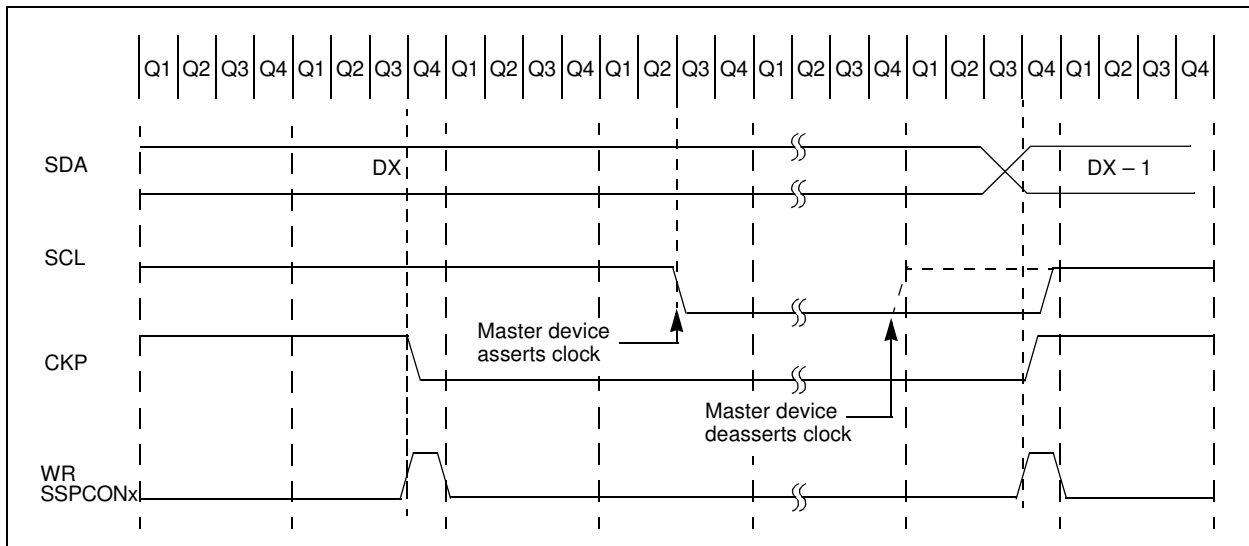 Q1 Q2 Q3 Q4 Q1 Q2 Q3 Q4 Q1 Q2 Q3 Q4 Q1 Q2 Q3 Q4 Q1 Q2 Q3 Q4 Q1 Q2 Q3 Q4 Q1 Q2 Q3 Q4
SDA
DX
DX – 1
SCL
Master device
asserts clock
CKP
Master device
deasserts clock
WR
SSPCONx